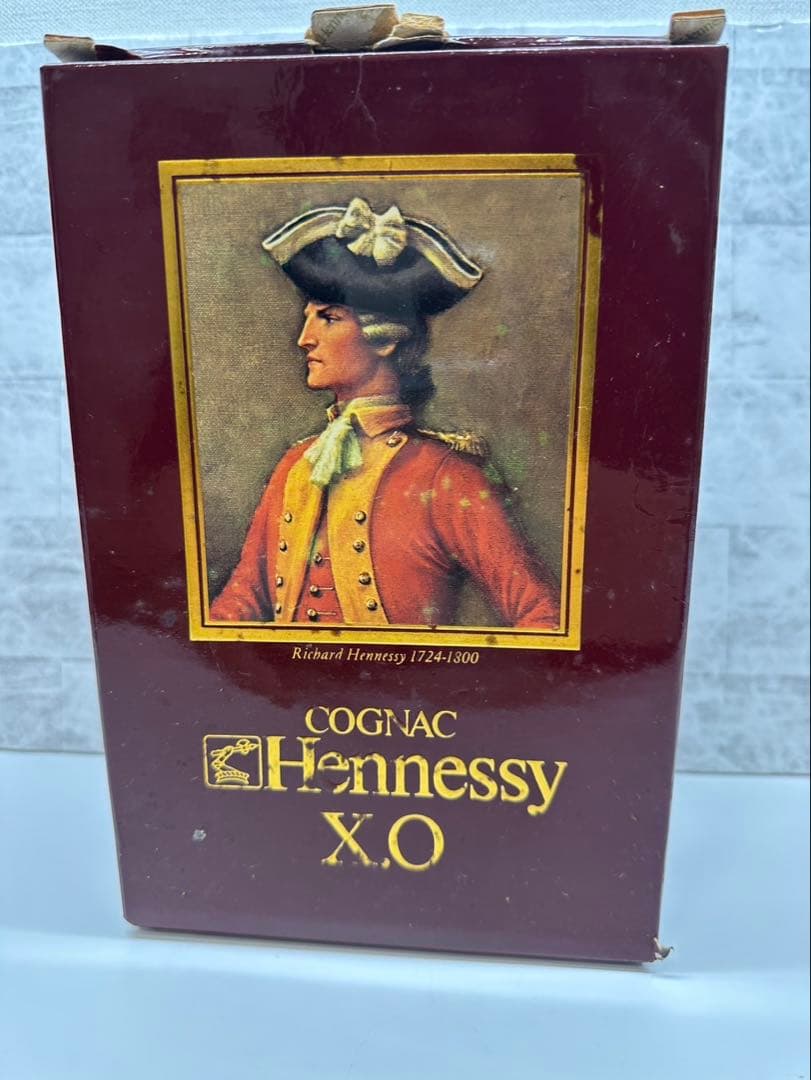 Richard Hennessy 1724-1800
COGNAC
Hennessy
X.O